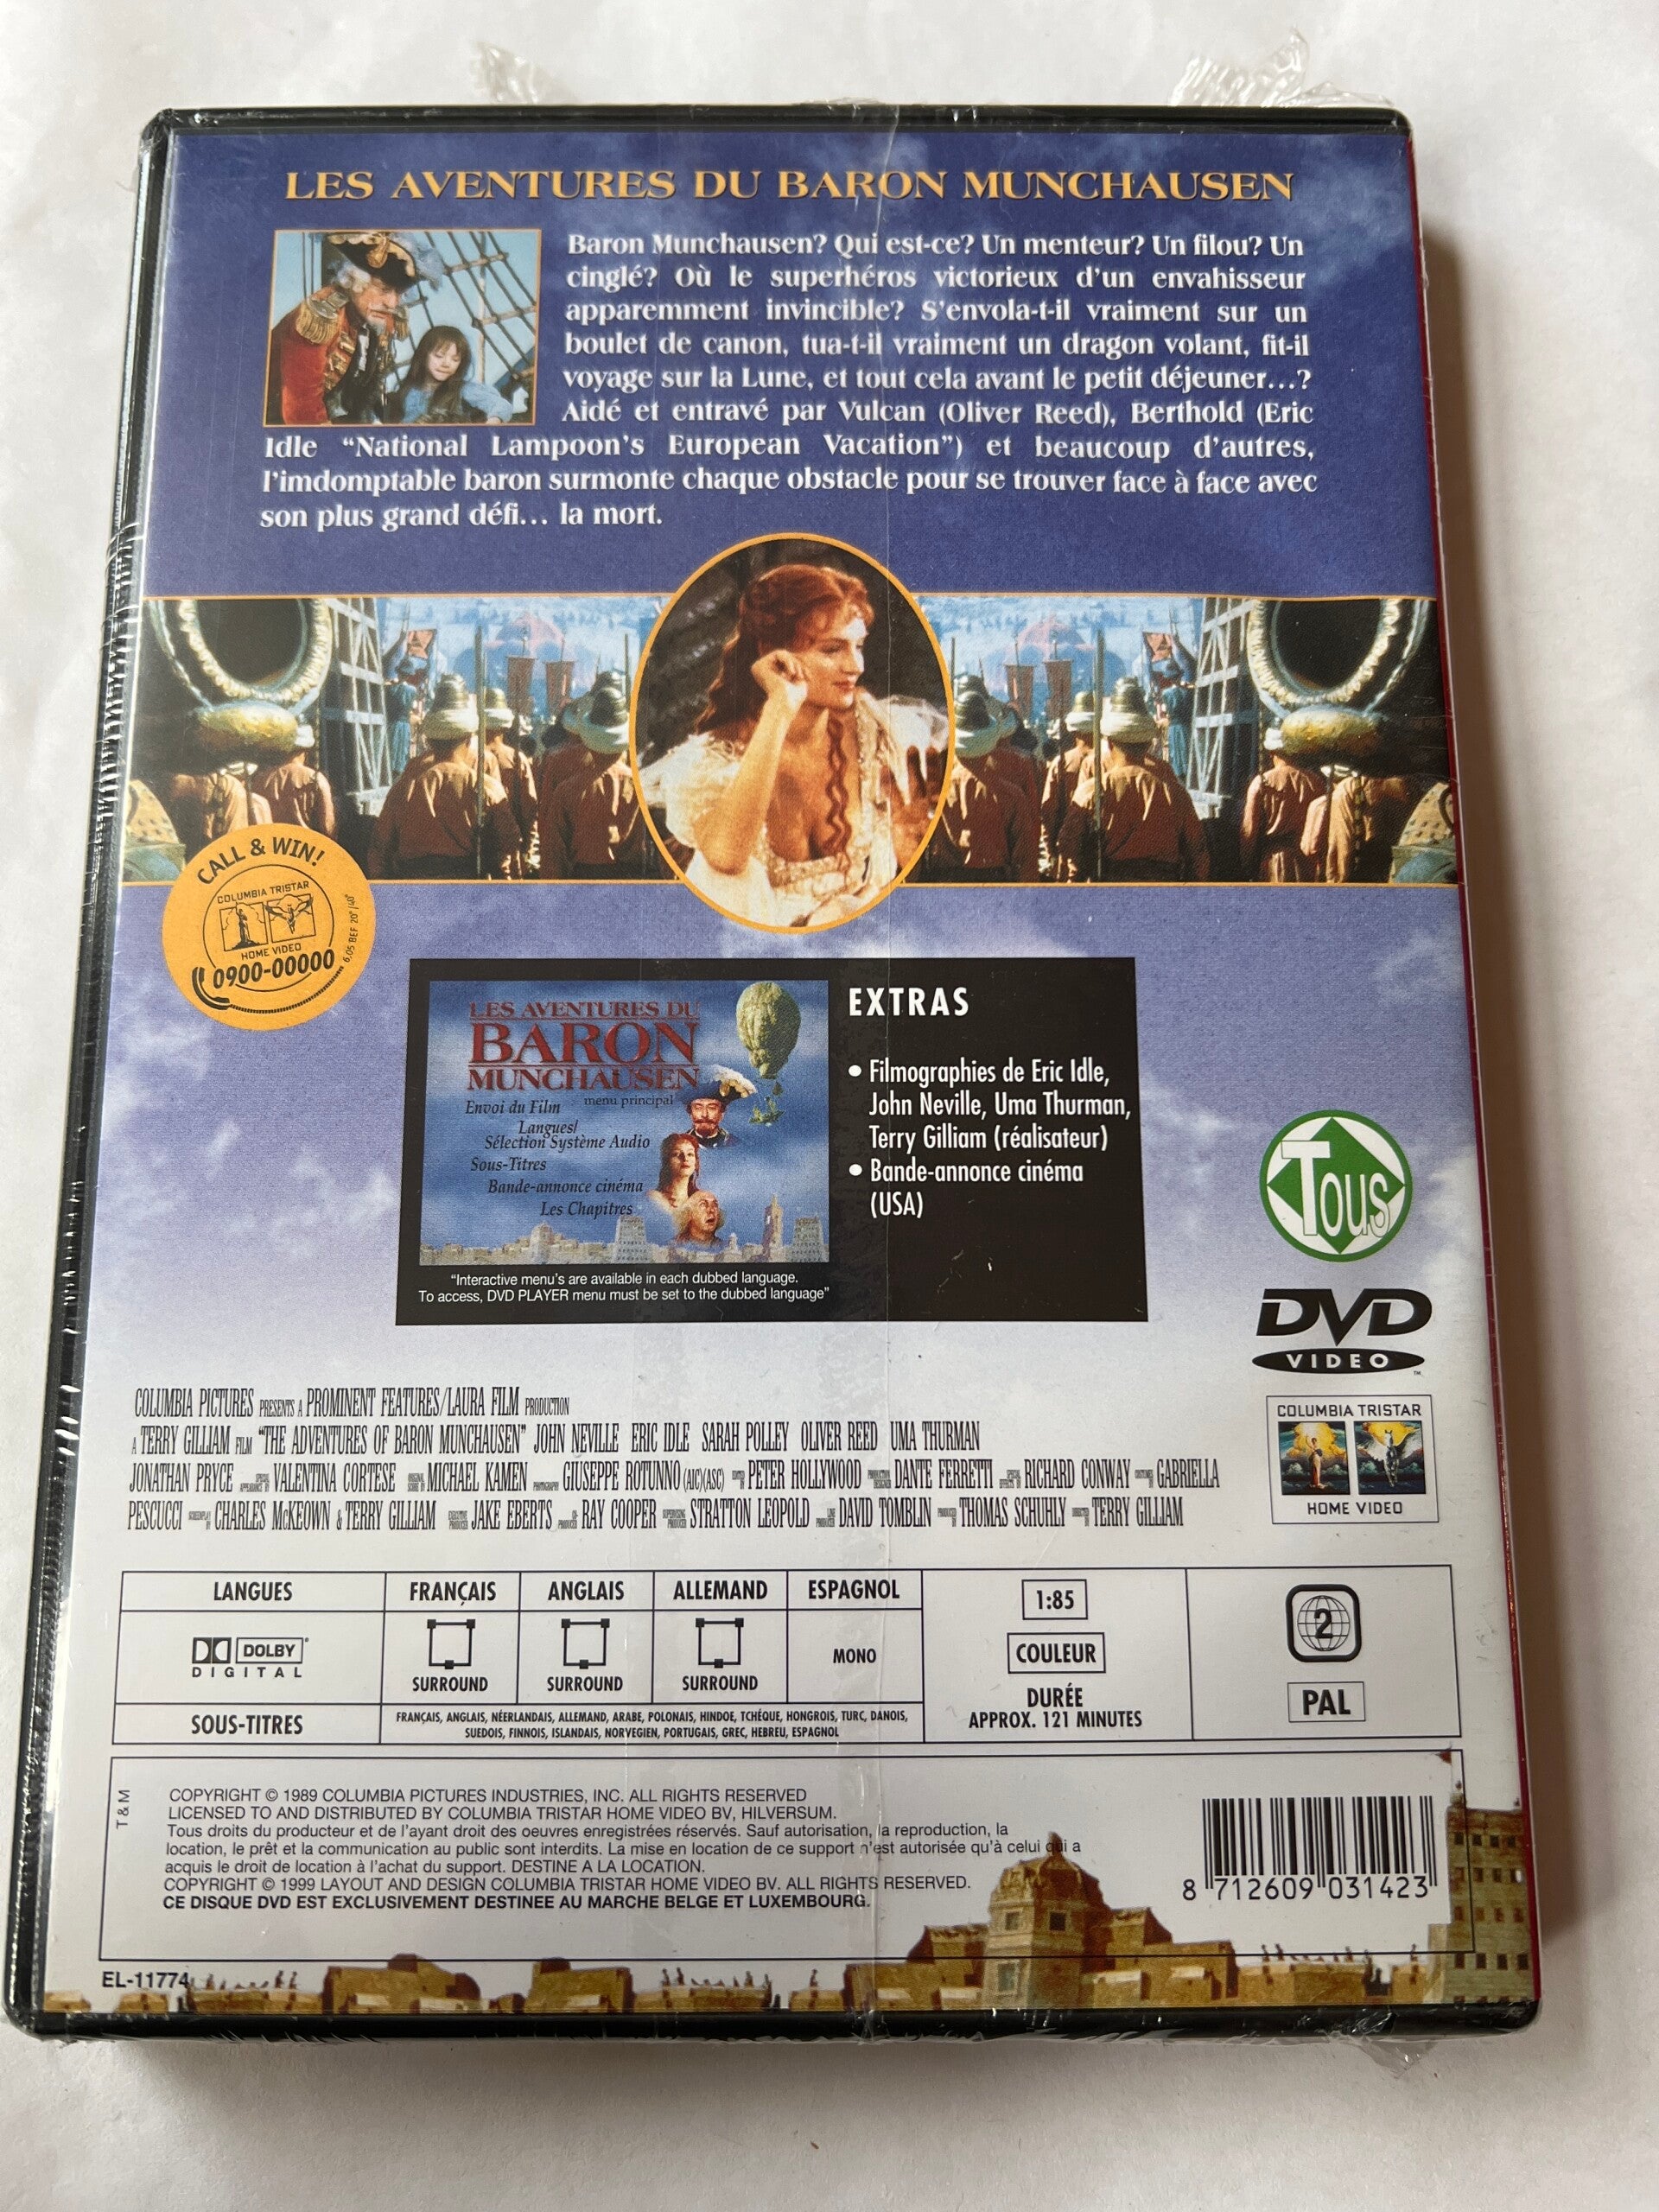 LES AVENTURES DU BARON MUNCHAUSEN
Baron Munchausen? Qui est-ce? Un menteur? Un filou? Un
cinglé? Où le superhéros victorieux d'un envahisseur
apparemment invincible? S'envola-t-il vraiment sur un
boulet de canon, tua-t-il vraiment un dragon volant, fit-il
voyage sur la Lune, et tout cela avant le petit déjeuner...?
Aidé et entravé par Vulcan (Oliver Reed), Berthold (Eric
Idle "National Lampoon's European Vacation") et beaucoup d'autres,
l'imdomptable baron surmonte chaque obstacle pour se trouver face à face avec
son plus grand défi... la mort.
CALL & WIN!
COLUMBIA TRISTAR
HOME VIDEO
0900-00000
6,05 BEF 20"/40"
LES AVENTURES DU
BARON
MUNCHAUSEN
menu principal
Envoi du Film
Langues/
Sélection Système Audio
Sous-Titres
Bande-annonce cinéma
Les Chapitres
"Interactive menu's are available in each dubbed language.
To access, DVD PLAYER menu must be set to the dubbed language"
EXTRAS
• Filmographies de Eric Idle,
John Neville, Uma Thurman,
Terry Gilliam (réalisateur)
• Bande-annonce cinéma
(USA)
Tous
DVD
VIDEO
COLUMBIA TRISTAR
HOME VIDEO
COLUMBIA PICTURES PRESENTS A PROMINENT FEATURES/LAURA FILM PRODUCTION
A TERRY GILLIAM FILM "THE ADVENTURES OF BARON MUNCHAUSEN" JOHN NEVILLE ERIC IDLE SARAH POLLEY OLIVER REED UMA THURMAN
JONATHAN PRYCE VALENTINA CORTESE MICHAEL KAMEN GIUSEPPE ROTUNNO (AIC)(ASC) PETER HOLLYWOOD DANTE FERRETTI RICHARD CONWAY GABRIELLA
PESCUCCI CHARLES McKEOWN & TERRY GILLIAM JAKE EBERTS RAY COOPER STRATTON LEOPOLD DAVID TOMBLIN THOMAS SCHUHLY TERRY GILLIAM
LANGUES FRANÇAIS ANGLAIS ALLEMAND ESPAGNOL
DOLBY
DIGITAL
SURROUND SURROUND SURROUND MONO
SOUS-TITRES
FRANÇAIS, ANGLAIS, NÉERLANDAIS, ALLEMAND, ARABE, POLONAIS, HINDOE, TCHÉQUE, HONGROIS, TURC, DANOIS,
SUEDOIS, FINNOIS, ISLANDAIS, NORVEGIEN, PORTUGAIS, GREC, HEBREU, ESPAGNOL
1:85
COULEUR
DURÉE
APPROX. 121 MINUTES
2
PAL
T & M
COPYRIGHT © 1989 COLUMBIA PICTURES INDUSTRIES, INC. ALL RIGHTS RESERVED
LICENSED TO AND DISTRIBUTED BY COLUMBIA TRISTAR HOME VIDEO BV, HILVERSUM.
Tous droits du producteur et de l'ayant droit des oeuvres enregistrées réservés. Sauf autorisation, la reproduction, la
location, le prêt et la communication au public sont interdits. La mise en location de ce support n'est autorisée qu'à celui qui a
acquis le droit de location à l'achat du support. DESTINE A LA LOCATION.
COPYRIGHT © 1999 LAYOUT AND DESIGN COLUMBIA TRISTAR HOME VIDEO BV. ALL RIGHTS RESERVED.
CE DISQUE DVD EST EXCLUSIVEMENT DESTINEE AU MARCHE BELGE ET LUXEMBOURG.
8 712609 031423
EL-11774